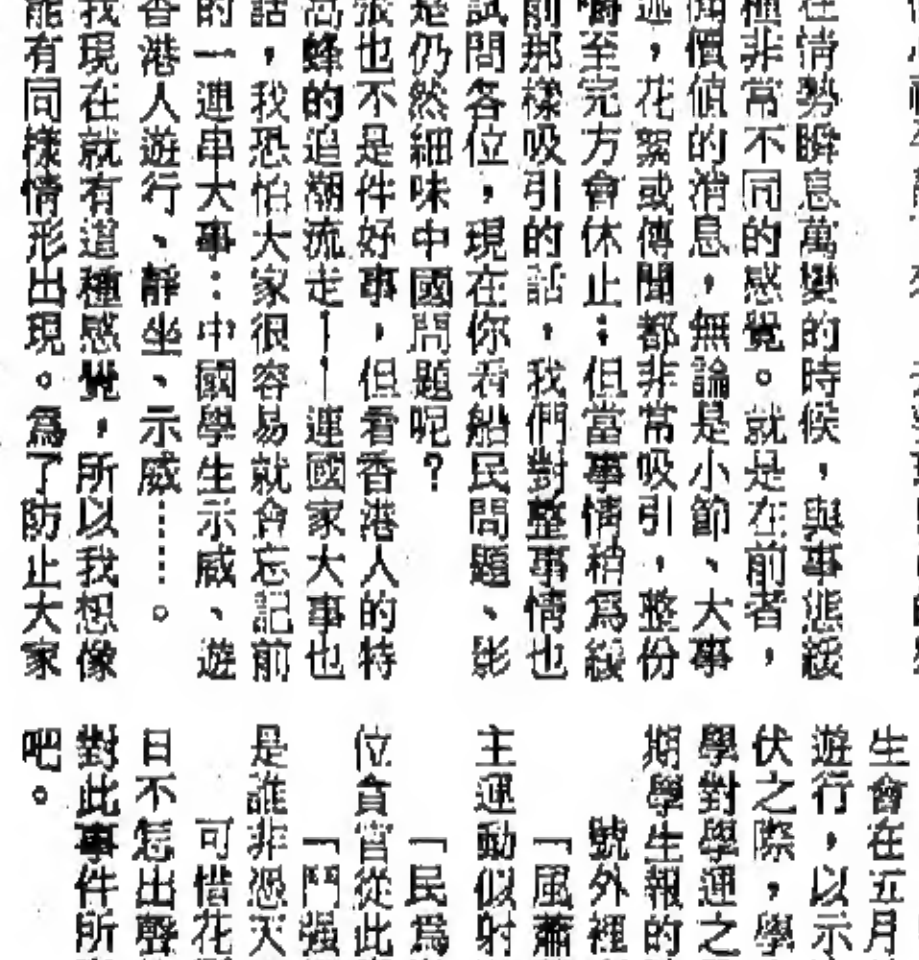 在情勢瞬息萬變的時候，與事態緩
種非常不同的感覺。就是在前者，
價值的消息，無論是小節、大事
，花絮或傳聞都非常吸引，整份
嚼至完方會休止；但當事情稍為緩
前那樣吸引的話，我們對整事情也
試問各位，現在你看船民問題、影
是仍然細味中國問題呢？
張也不是件好事，但看香港人的特
高蜂的追潮流走——連國家大事也
話，我恐怕大家很容易就會忘記前
的一連串大事：中國學生示威、遊
香港人遊行、靜坐、示威……。
我現在就有這種感覺，所以我想像
能有同樣情形出現。為了防止大家
生會在五月
遊行，以示
伏之際，學
學對學運之
期學生報的
號外裡
「風蕭
主運動似射
「民為
位貪官從此
「鬥強
是誰非憑天
可惜花
日不怎出聲
對此事件所
吧。